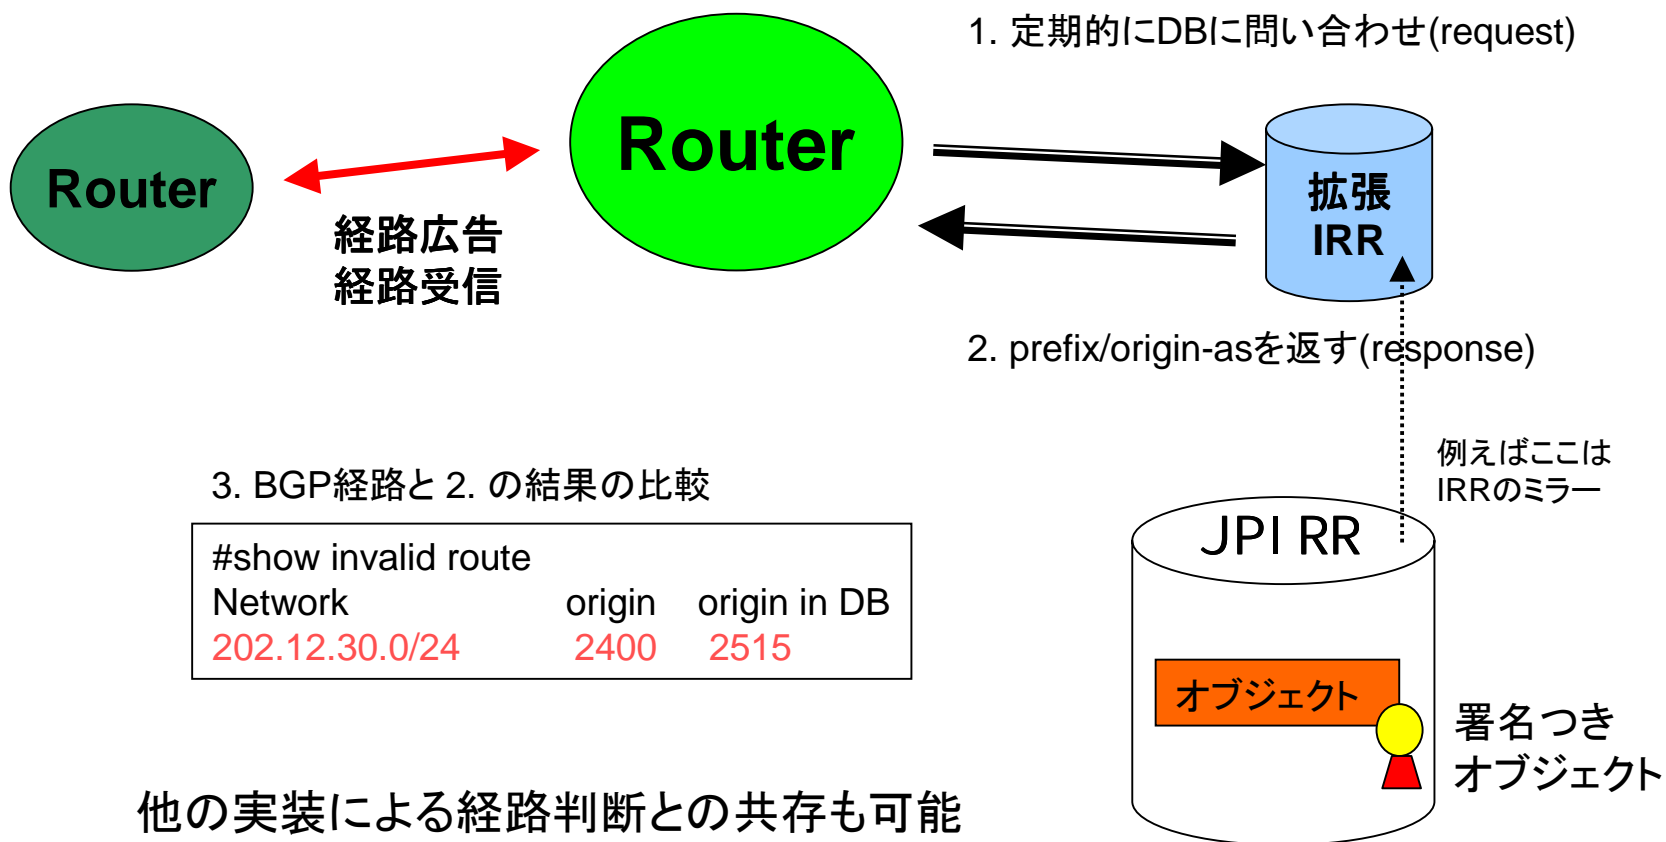 1. 定期的にDBに問い合わせ(request)
Router
Router
拡張
IRR
経路広告
経路受信
2. prefix/origin-asを返す(response)
例えばここは
IRRのミラー
3. BGP経路と 2. の結果の比較
#show invalid route
Network origin origin in DB
202.12.30.0/24 2400 2515
JPIRR
オブジェクト
署名つき
オブジェクト
他の実装による経路判断との共存も可能